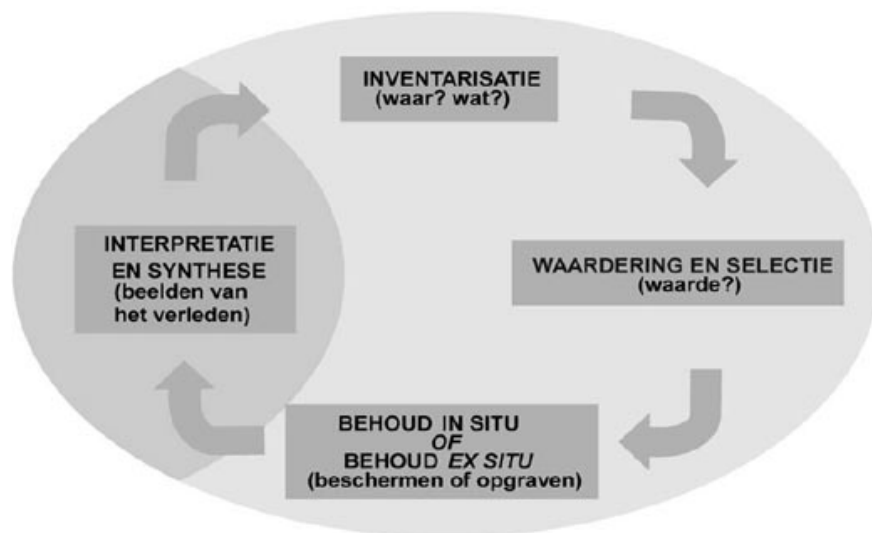 INVENTARISATIE
(waar? wat?)
WAARDERING EN SELECTIE
(waarde?)
BEHOUD IN SITU
OF
BEHOUD EX SITU
(beschermen of opgraven)
INTERPRETATIE
EN SYNTHESE
(beelden van
het verleden)